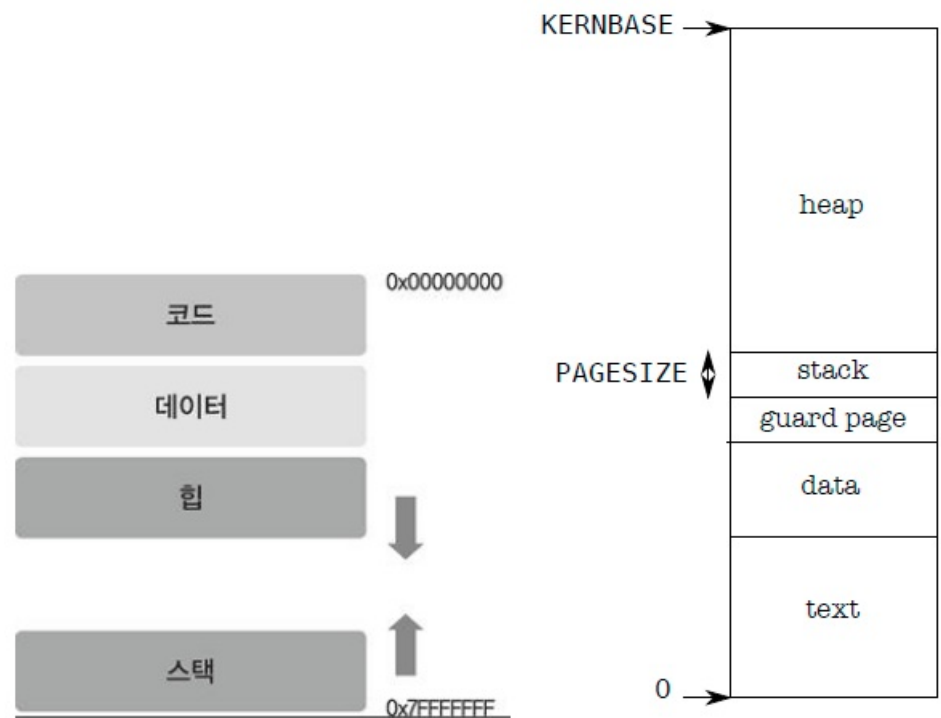 0x00000000
코드
데이터
힙
스택
0x7FFFFFFF
KERNBASE
heap
PAGESIZE
stack
guard page
data
text
0